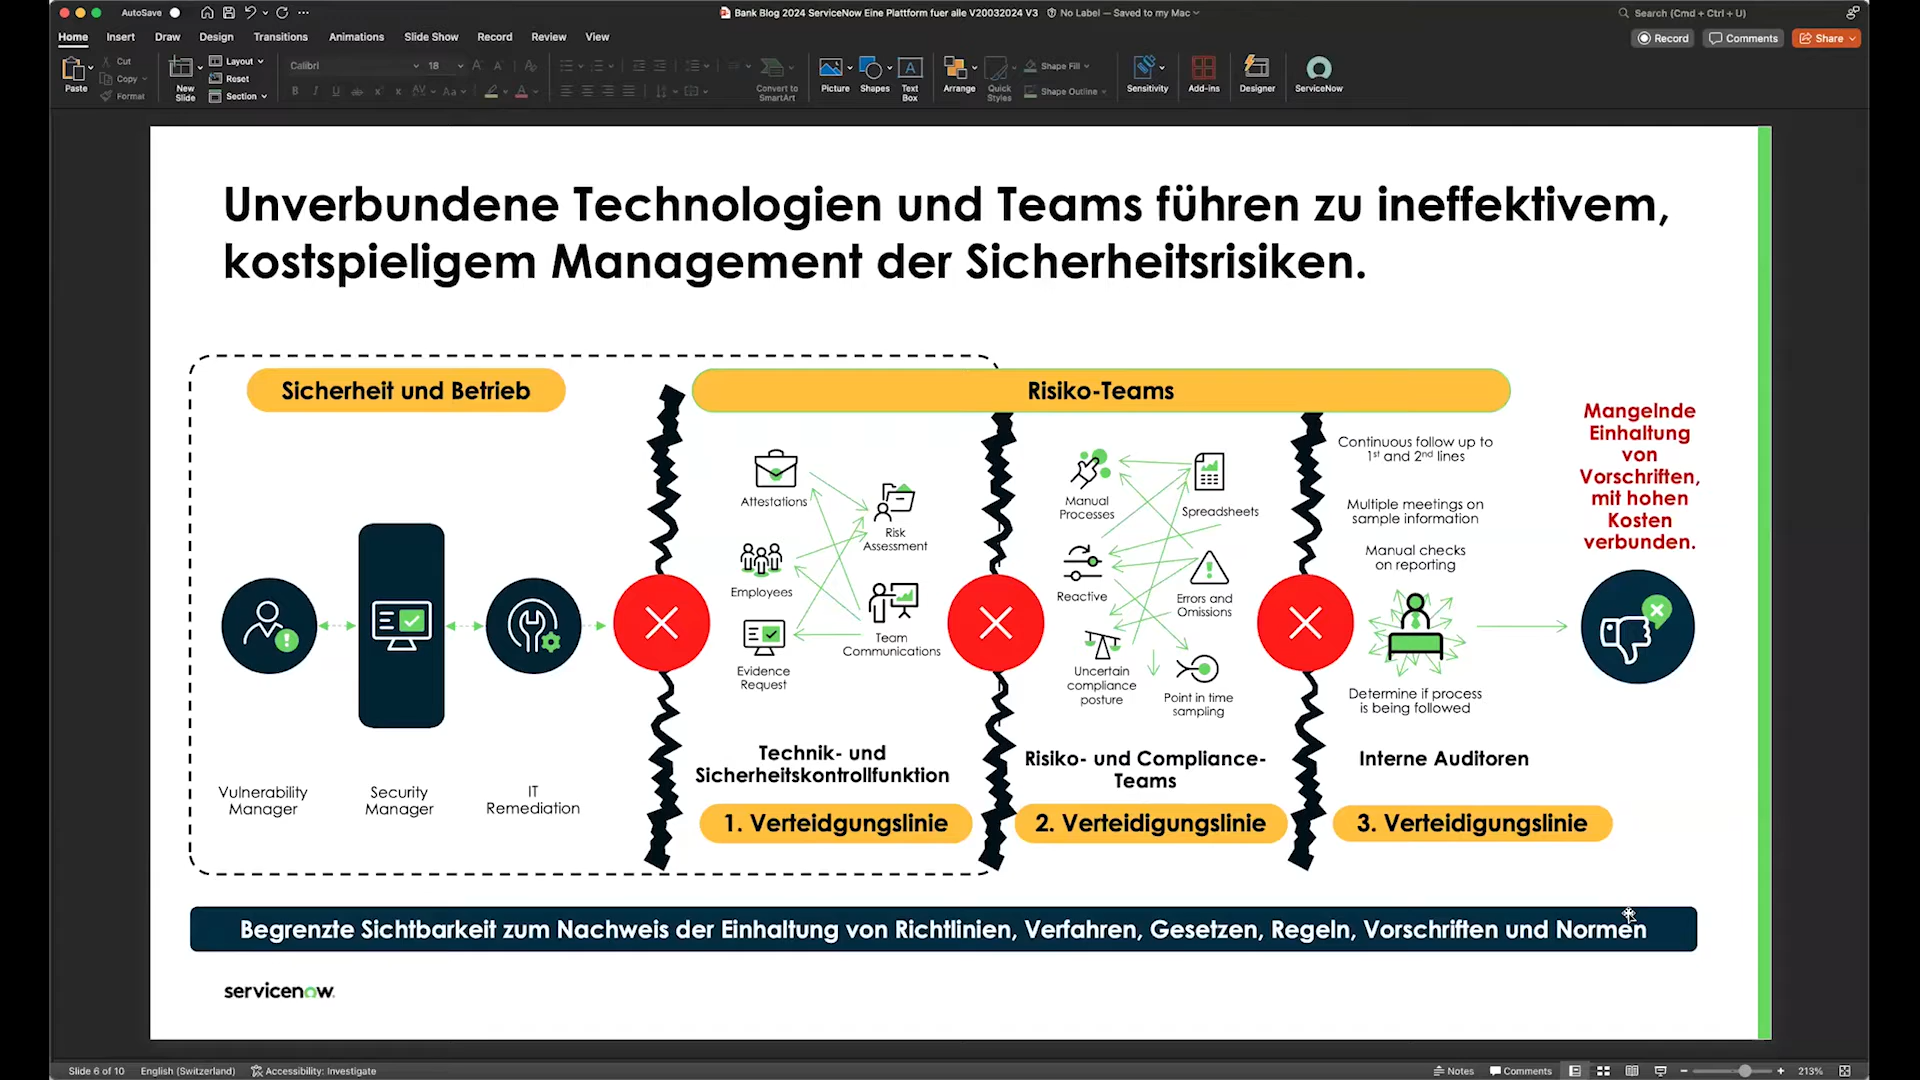 AutoSave
Bank Blog 2024 ServiceNow Eine Plattform fuer alle V20032024 V3
No Label — Saved to my Mac
Search (Cmd + Ctrl + U)
Home Insert Draw Design Transitions Animations Slide Show Record Review View
Record Comments Share
Paste
Cut
Copy
Format
New
Slide
Layout
Reset
Section
Calibri 18
Convert to
SmartArt
Picture
Shapes
Text
Box
Arrange
Quick
Styles
Shape Fill
Shape Outline
Sensitivity
Add-ins
Designer
ServiceNow
Unverbundene Technologien und Teams führen zu ineffektivem,
kostspieligem Management der Sicherheitsrisiken.
Sicherheit und Betrieb
Risiko-Teams
Vulnerability
Manager
Security
Manager
IT
Remediation
Attestations
Risk
Assessment
Employees
Team
Communications
Evidence
Request
Technik- und
Sicherheitskontrollfunktion
1. Verteidgungslinie
Manual
Processes
Spreadsheets
Reactive
Errors and
Omissions
Uncertain
compliance
posture
Point in time
sampling
Risiko- und Compliance-
Teams
2. Verteidigungslinie
Continuous follow up to
1st and 2nd lines
Multiple meetings on
sample information
Manual checks
on reporting
Determine if process
is being followed
Interne Auditoren
3. Verteidigungslinie
Mangelnde
Einhaltung
von
Vorschriften,
mit hohen
Kosten
verbunden.
Begrenzte Sichtbarkeit zum Nachweis der Einhaltung von Richtlinien, Verfahren, Gesetzen, Regeln, Vorschriften und Normen
servicenow.
Slide 6 of 10 English (Switzerland) Accessibility: Investigate
Notes Comments 213%